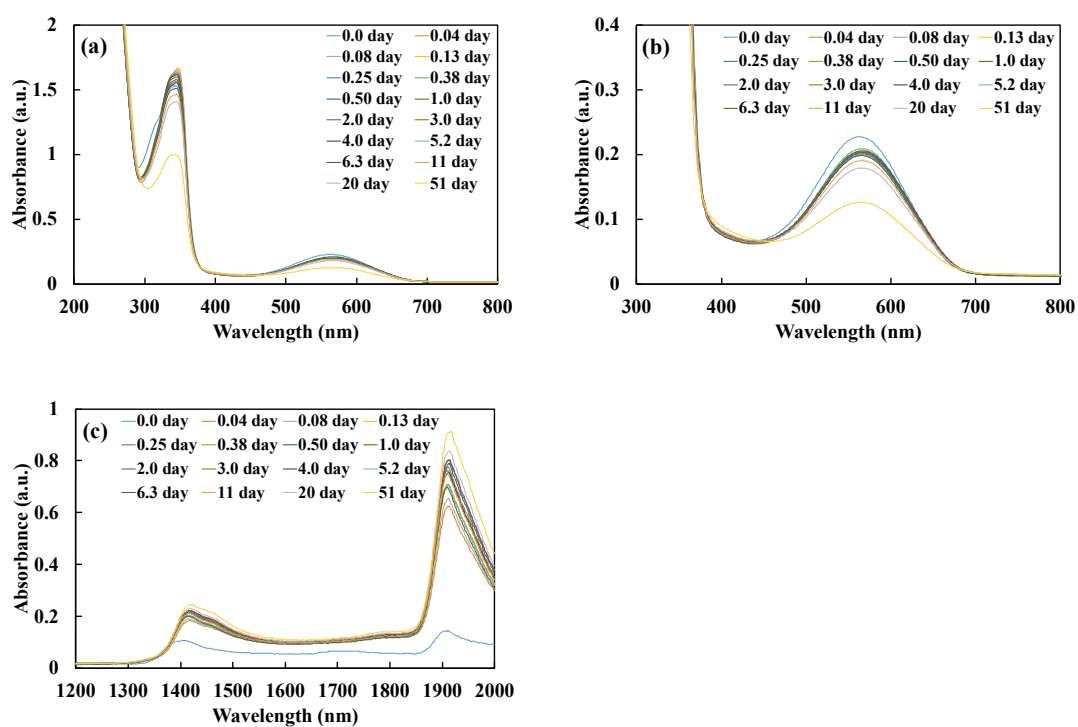 (a)
2
1.5
1
0.5
0
Absorbance (a.u.)
0.0 day 0.04 day
0.08 day 0.13 day
0.25 day 0.38 day
0.50 day 1.0 day
2.0 day 3.0 day
4.0 day 5.2 day
6.3 day 11 day
20 day 51 day
200 300 400 500 600 700 800
Wavelength (nm)
(b)
0.4
0.3
0.2
0.1
0
Absorbance (a.u.)
0.0 day 0.04 day 0.08 day 0.13 day
0.25 day 0.38 day 0.50 day 1.0 day
2.0 day 3.0 day 4.0 day 5.2 day
6.3 day 11 day 20 day 51 day
300 400 500 600 700 800
Wavelength (nm)
(c)
1
0.8
0.6
0.4
0.2
0
Absorbance (a.u.)
0.0 day 0.04 day 0.08 day 0.13 day
0.25 day 0.38 day 0.50 day 1.0 day
2.0 day 3.0 day 4.0 day 5.2 day
6.3 day 11 day 20 day 51 day
1200 1300 1400 1500 1600 1700 1800 1900 2000
Wavelength (nm)